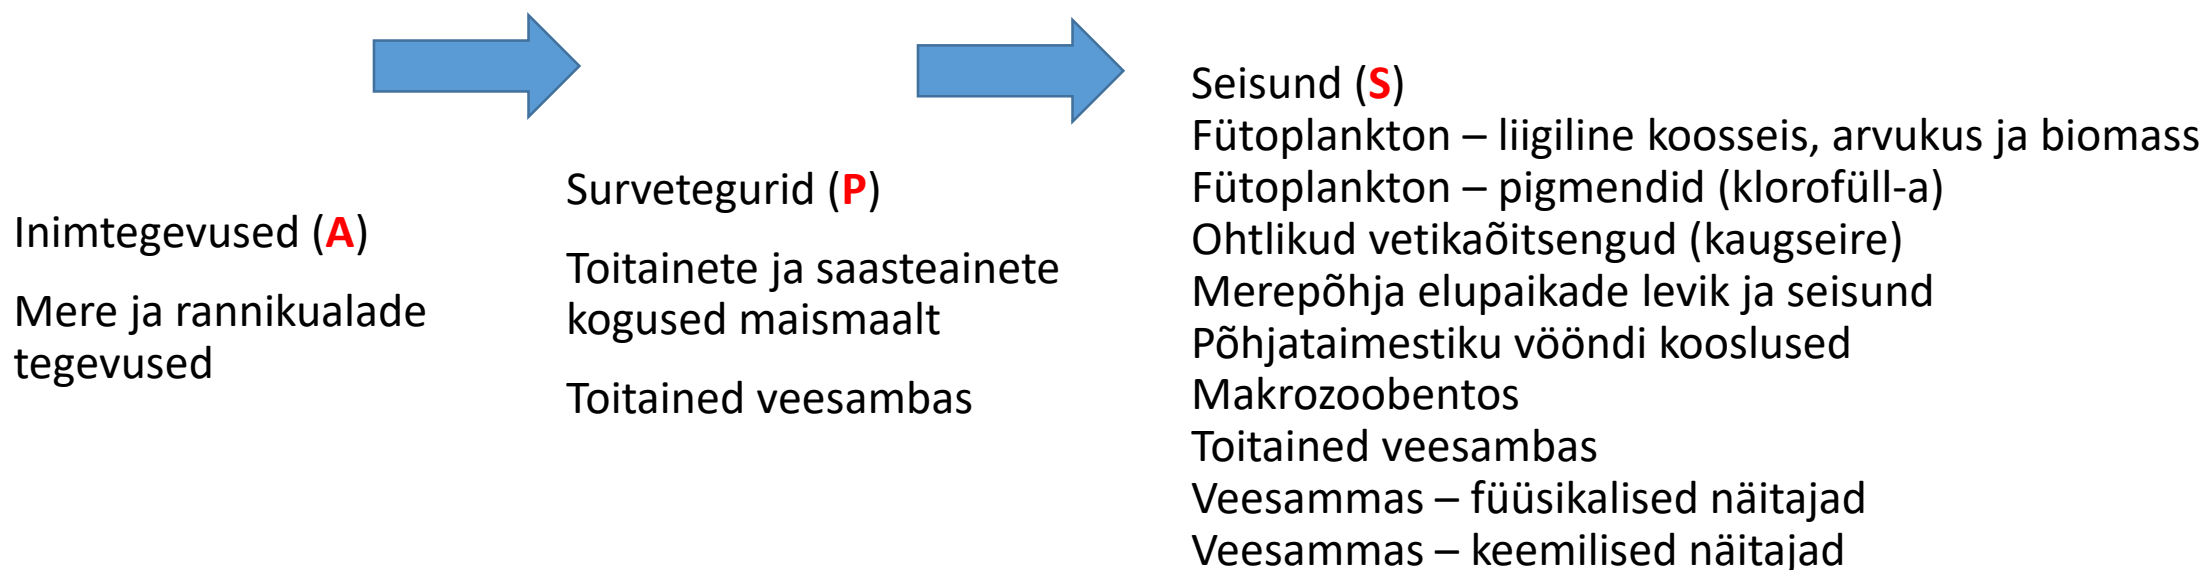 Inimtegevused (A)
Mere ja rannikualade
tegevused
Survetegurid (P)
Toitainete ja saasteainete
kogused maismaalt
Toitained veesambas
Seisund (S)
Fütoplankton – liigiline koosseis, arvukus ja biomass
Fütoplankton – pigmendid (klorofüll-a)
Ohtlikud vetikaõitsengud (kaugseire)
Merepõhja elupaikade levik ja seisund
Põhjataimestiku vööndi kooslused
Makrozoobentos
Toitained veesambas
Veesammas – füüsikalised näitajad
Veesammas – keemilised näitajad